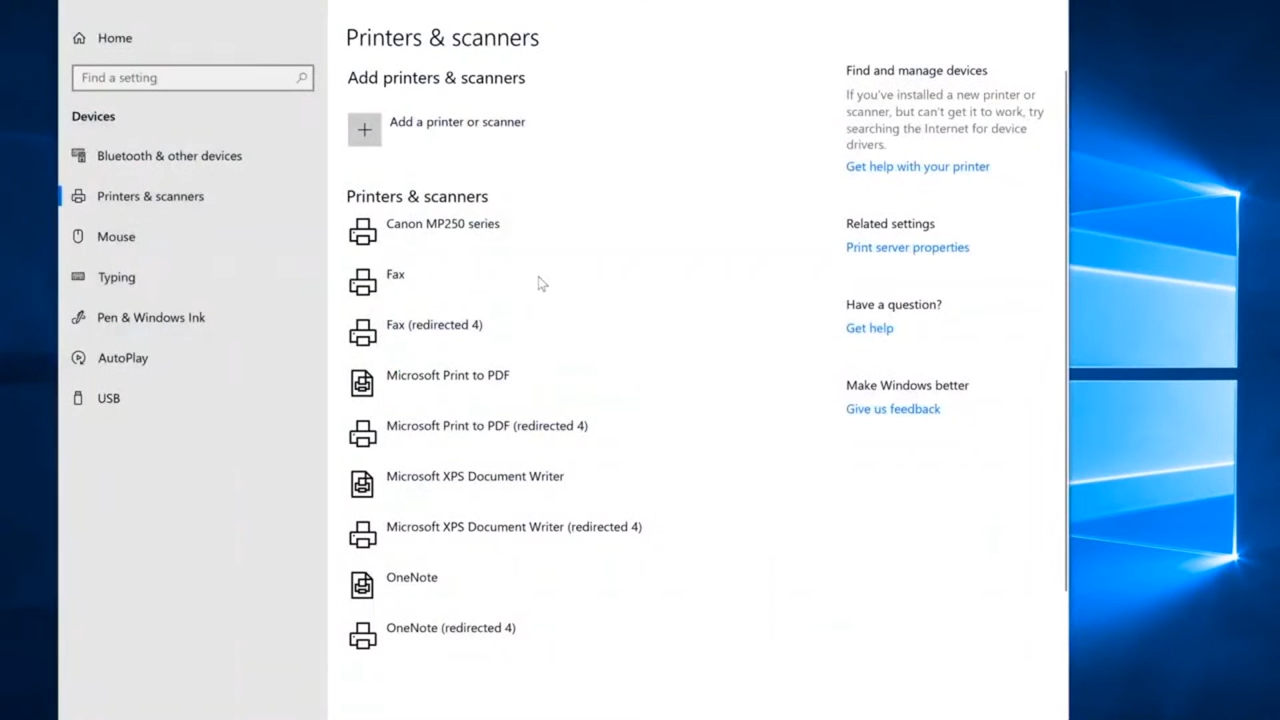 Home
Find a setting
Devices
Bluetooth & other devices
Printers & scanners
Mouse
Typing
Pen & Windows Ink
AutoPlay
USB
Printers & scanners
Add printers & scanners
Add a printer or scanner
Printers & scanners
Canon MP250 series
Fax
Fax (redirected 4)
Microsoft Print to PDF
Microsoft Print to PDF (redirected 4)
Microsoft XPS Document Writer
Microsoft XPS Document Writer (redirected 4)
OneNote
OneNote (redirected 4)
Find and manage devices
If you've installed a new printer or
scanner, but can't get it to work, try
searching the Internet for device
drivers.
Get help with your printer
Related settings
Print server properties
Have a question?
Get help
Make Windows better
Give us feedback